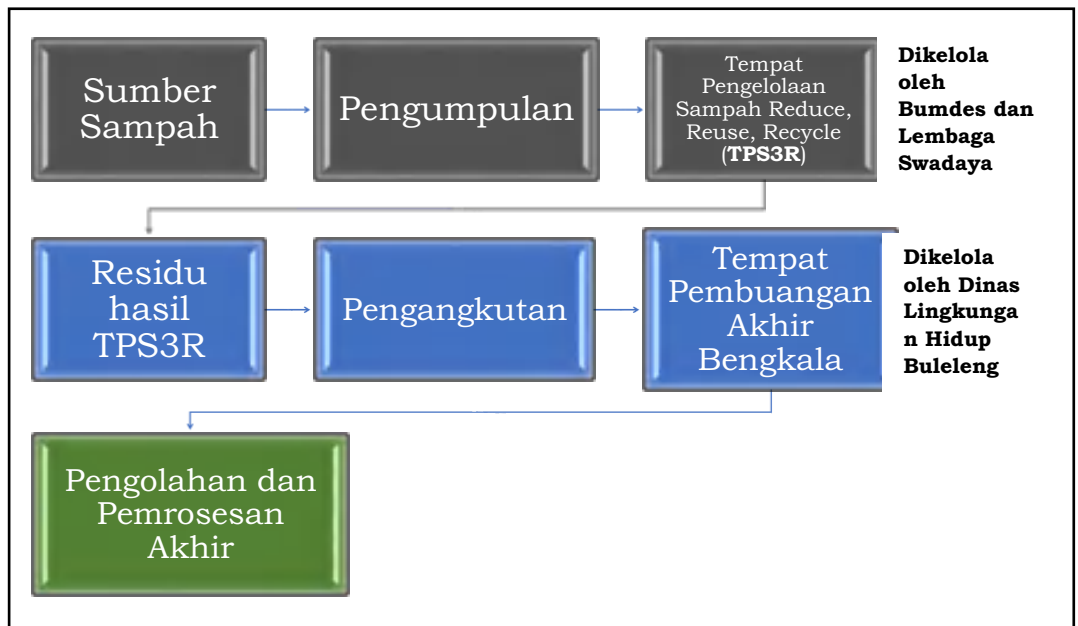 Sumber
Sampah
Pengumpulan
Tempat
Pengelolaan
Sampah Reduce,
Reuse, Recycle
(TPS3R)
Dikelola
oleh
Bumdes dan
Lembaga
Swadaya
Residu
hasil
TPS3R
Pengangkutan
Tempat
Pembuangan
Akhir
Bengkala
Dikelola
oleh Dinas
Lingkunga
n Hidup
Buleleng
Pengolahan dan
Pemrosesan
Akhir